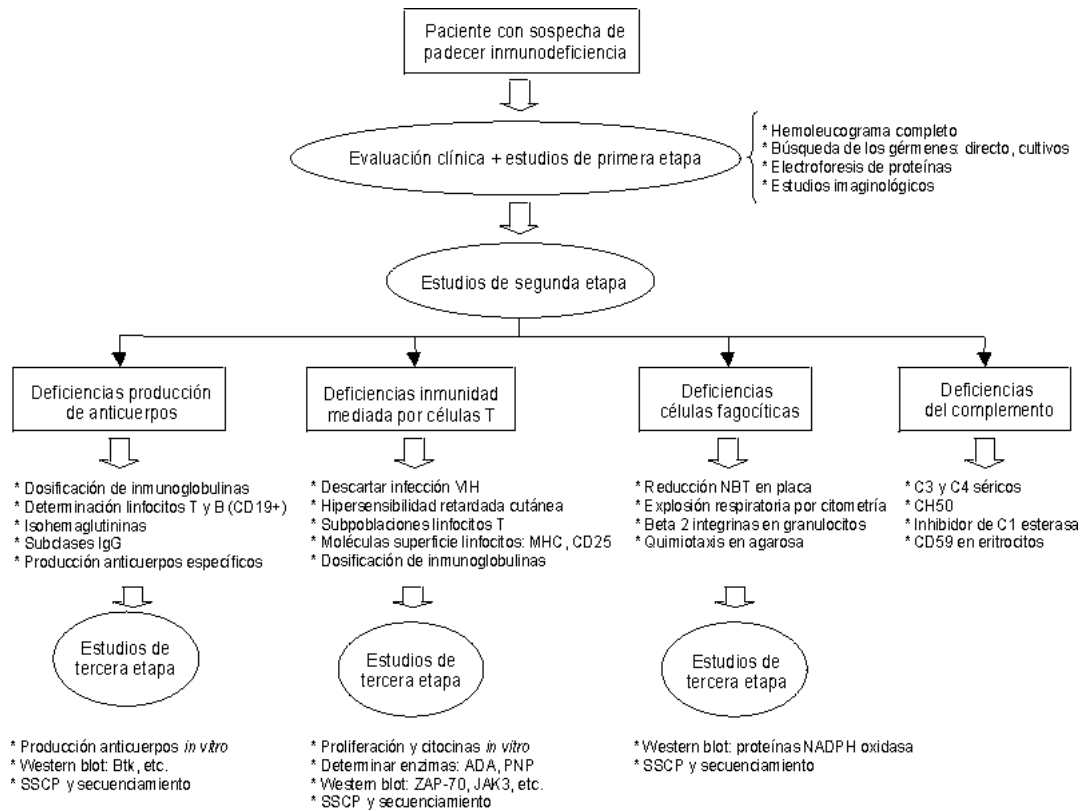 Paciente con sospecha de
padecer inmunodeficiencia
Evaluación clínica + estudios de primera etapa
* Hemoleucograma completo
* Búsqueda de los gérmenes: directo, cultivos
* Electroforesis de proteínas
* Estudios imaginológicos
Estudios de segunda etapa
Deficiencias producción
de anticuerpos
* Dosificación de inmunoglobulinas
* Determinación linfocitos T y B (CD19+)
* Isohemaglutininas
* Subclases IgG
* Producción anticuerpos específicos
Estudios de
tercera etapa
* Producción anticuerpos in vitro
* Western blot: Btk, etc.
* SSCP y secuenciamiento
Deficiencias inmunidad
mediada por células T
* Descartar infección VIH
* Hipersensibilidad retardada cutánea
* Subpoblaciones linfocitos T
* Moléculas superficie linfocitos: MHC, CD25
* Dosificación de inmunoglobulinas
Estudios de
tercera etapa
* Proliferación y citocinas in vitro
* Determinar enzimas: ADA, PNP
* Western blot: ZAP-70, JAK3, etc.
* SSCP y secuenciamiento
Deficiencias
células fagocíticas
* Reducción NBT en placa
* Explosión respiratoria por citometría
* Beta 2 integrinas en granulocitos
* Quimiotaxis en agarosa
Estudios de
tercera etapa
* Western blot: proteínas NADPH oxidasa
* SSCP y secuenciamiento
Deficiencias
del complemento
* C3 y C4 séricos
* CH50
* Inhibidor de C1 esterasa
* CD59 en eritrocitos